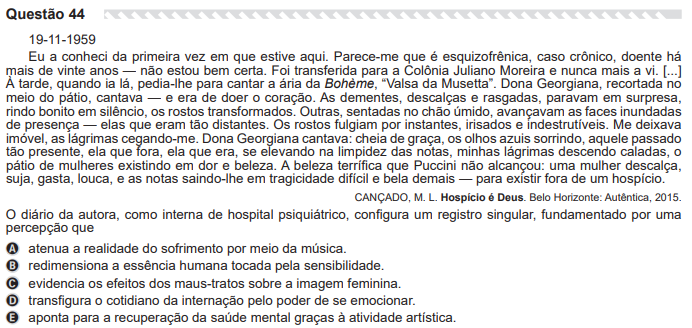 Questão 44
19-11-1959
Eu a conheci da primeira vez em que estive aqui. Parece-me que é esquizofrênica, caso crônico, doente há
mais de vinte anos — não estou bem certa. Foi transferida para a Colônia Juliano Moreira e nunca mais a vi. [...]
À tarde, quando ia lá, pedia-lhe para cantar a ária da Bohème, “Valsa da Musetta”. Dona Georgiana, recortada no
meio do pátio, cantava — e era de doer o coração. As dementes, descalças e rasgadas, paravam em surpresa,
rindo bonito em silêncio, os rostos transformados. Outras, sentadas no chão úmido, avançavam as faces inundadas
de presença — elas que eram tão distantes. Os rostos fulgiam por instantes, irisados e indestrutíveis. Me deixava
imóvel, as lágrimas cegando-me. Dona Georgiana cantava: cheia de graça, os olhos azuis sorrindo, aquele passado
tão presente, ela que fora, ela que era, se elevando na limpidez das notas, minhas lágrimas descendo caladas, o
pátio de mulheres existindo em dor e beleza. A beleza terrífica que Puccini não alcançou: uma mulher descalça,
suja, gasta, louca, e as notas saindo-lhe em tragicidade difícil e bela demais — para existir fora de um hospício.
CANÇADO, M. L. Hospício é Deus. Belo Horizonte: Autêntica, 2015.
O diário da autora, como interna de hospital psiquiátrico, configura um registro singular, fundamentado por uma
percepção que
A atenua a realidade do sofrimento por meio da música.
B redimensiona a essência humana tocada pela sensibilidade.
C evidencia os efeitos dos maus-tratos sobre a imagem feminina.
D transfigura o cotidiano da internação pelo poder de se emocionar.
E aponta para a recuperação da saúde mental graças à atividade artística.